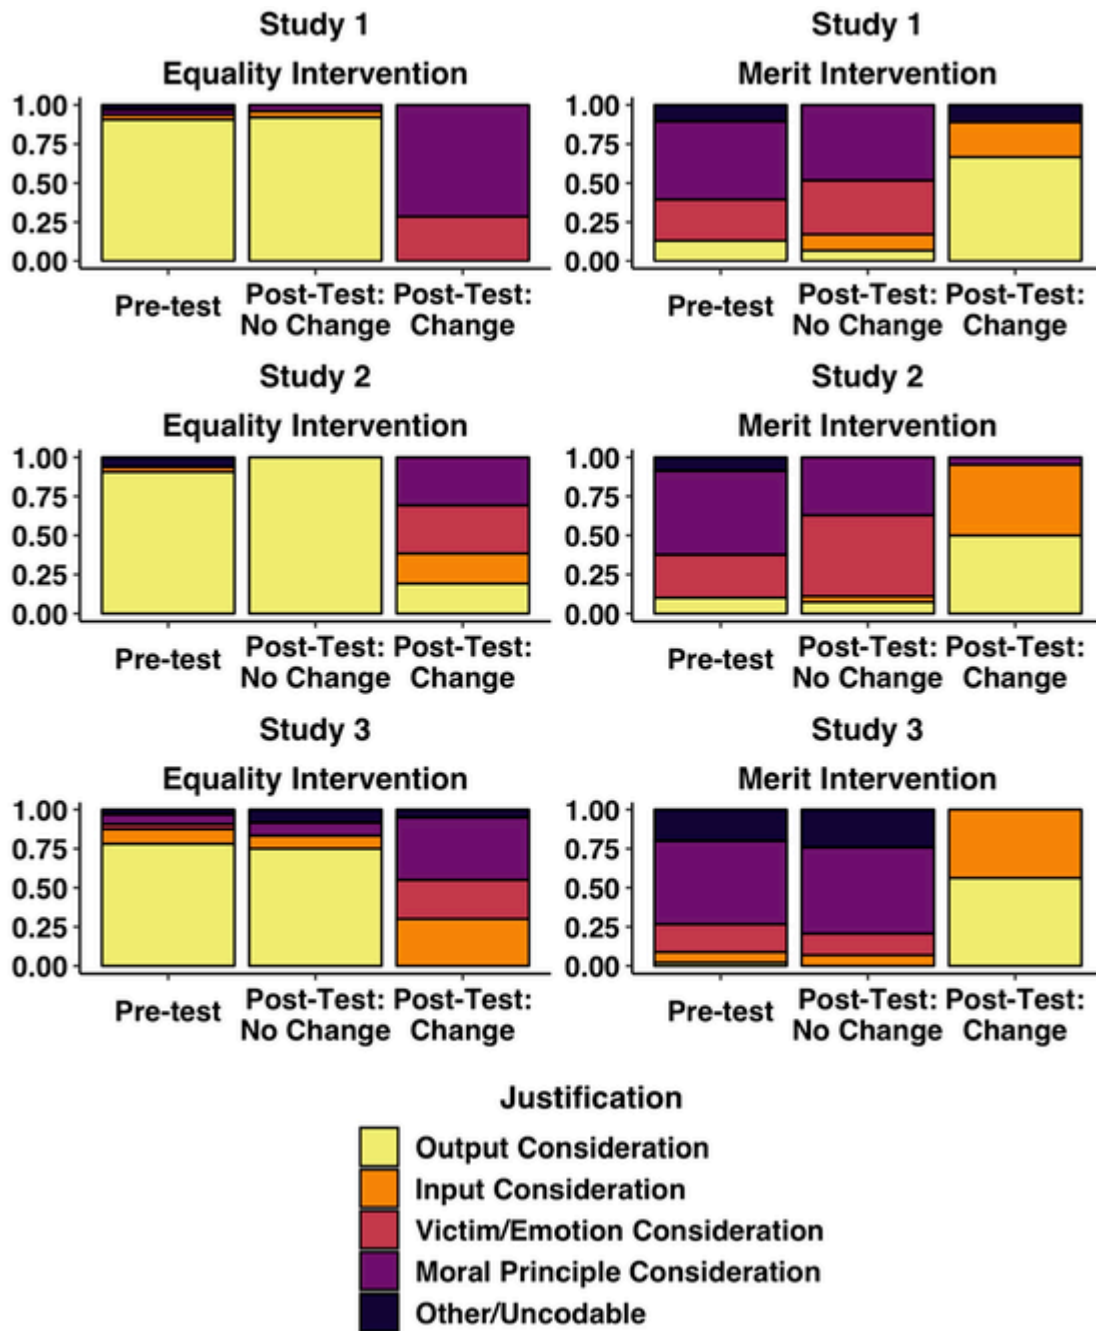 Study 1
Equality Intervention
1.00
0.75
0.50
0.25
0.00
Pre-test
Post-Test:
No Change
Post-Test:
Change
Study 1
Merit Intervention
1.00
0.75
0.50
0.25
0.00
Pre-test
Post-Test:
No Change
Post-Test:
Change
Study 2
Equality Intervention
1.00
0.75
0.50
0.25
0.00
Pre-test
Post-Test:
No Change
Post-Test:
Change
Study 2
Merit Intervention
1.00
0.75
0.50
0.25
0.00
Pre-test
Post-Test:
No Change
Post-Test:
Change
Study 3
Equality Intervention
1.00
0.75
0.50
0.25
0.00
Pre-test
Post-Test:
No Change
Post-Test:
Change
Study 3
Merit Intervention
1.00
0.75
0.50
0.25
0.00
Pre-test
Post-Test:
No Change
Post-Test:
Change
Justification
Output Consideration
Input Consideration
Victim/Emotion Consideration
Moral Principle Consideration
Other/Uncodable